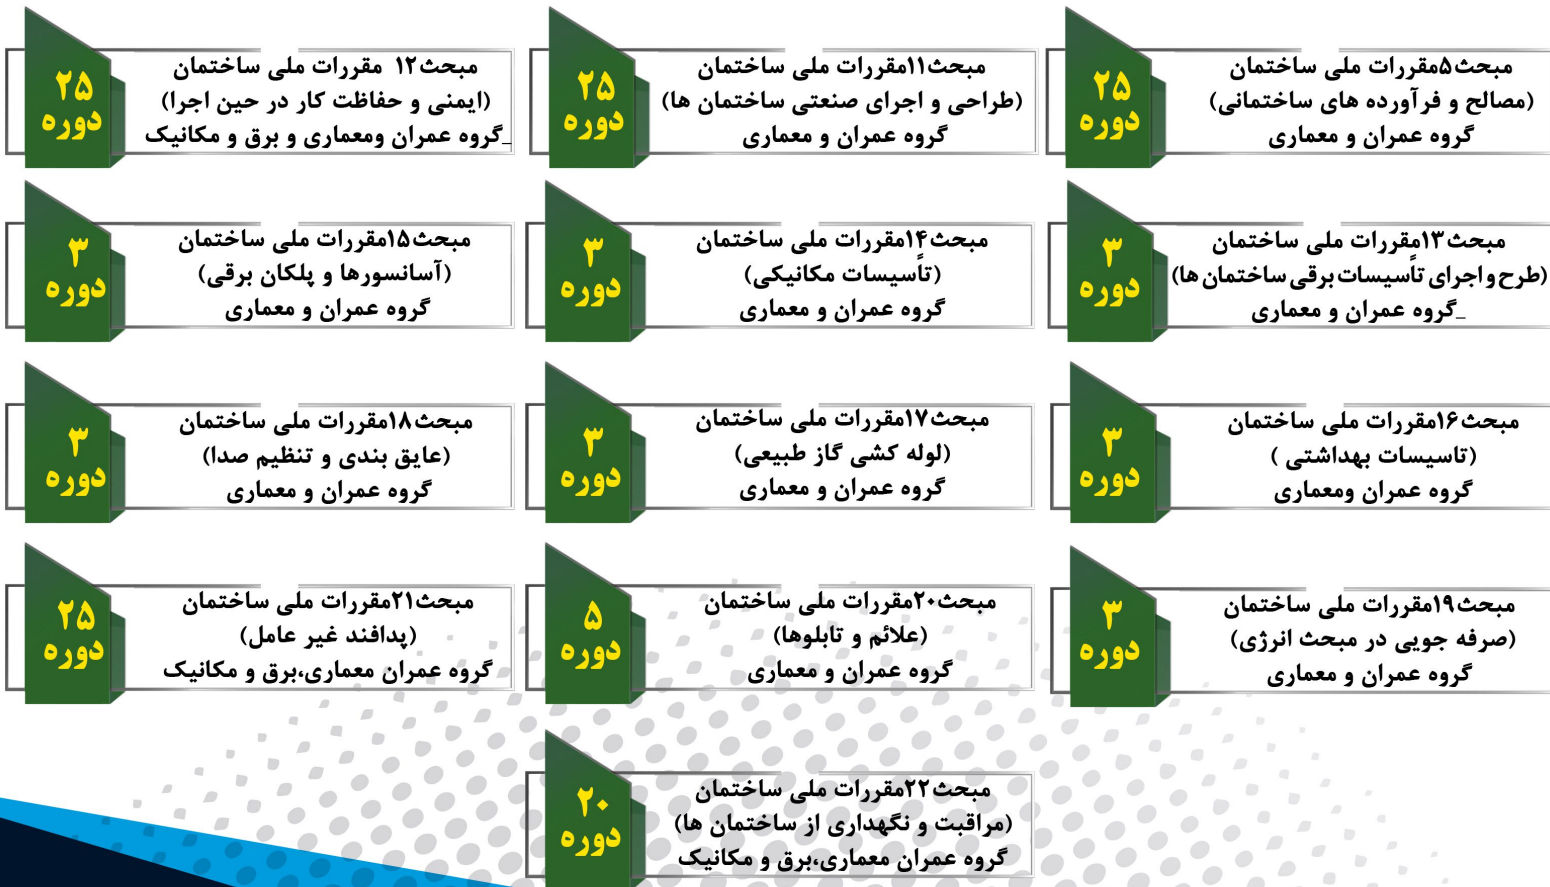 مبحث۵مقررات ملی ساختمان
(مصالح و فرآورده های ساختمانی)
گروه عمران و معماری
۲۵
دوره
مبحث۱۱مقررات ملی ساختمان
(طراحی و اجرای صنعتی ساختمان ها)
گروه عمران و معماری
۲۵
دوره
مبحث۱۲ مقررات ملی ساختمان
(ایمنی و حفاظت کار در حین اجرا)
_گروه عمران ومعماری و برق و مکانیک
۲۵
دوره
مبحث۱۳مقررات ملی ساختمان
(طرح و اجرای تأسیسات برقی ساختمان ها)
_گروه عمران و معماری
۳
دوره
مبحث۱۴مقررات ملی ساختمان
(تأسیسات مکانیکی)
گروه عمران و معماری
۳
دوره
مبحث۱۵مقررات ملی ساختمان
(آسانسورها و پلکان برقی)
گروه عمران و معماری
۳
دوره
مبحث۱۶مقررات ملی ساختمان
(تاسیسات بهداشتی )
گروه عمران ومعماری
۳
دوره
مبحث۱۷مقررات ملی ساختمان
(لوله کشی گاز طبیعی)
گروه عمران و معماری
۳
دوره
مبحث۱۸مقررات ملی ساختمان
(عایق بندی و تنظیم صدا)
گروه عمران و معماری
۳
دوره
مبحث۱۹مقررات ملی ساختمان
(صرفه جویی در مبحث انرژی)
گروه عمران و معماری
۳
دوره
مبحث۲۰مقررات ملی ساختمان
(علائم و تابلوها)
گروه عمران و معماری
۵
دوره
مبحث۲۱مقررات ملی ساختمان
(پدافند غیر عامل)
گروه عمران معماری،برق و مکانیک
۲۵
دوره
مبحث۲۲مقررات ملی ساختمان
(مراقبت و نگهداری از ساختمان ها)
گروه عمران معماری،برق و مکانیک
۲۰
دوره